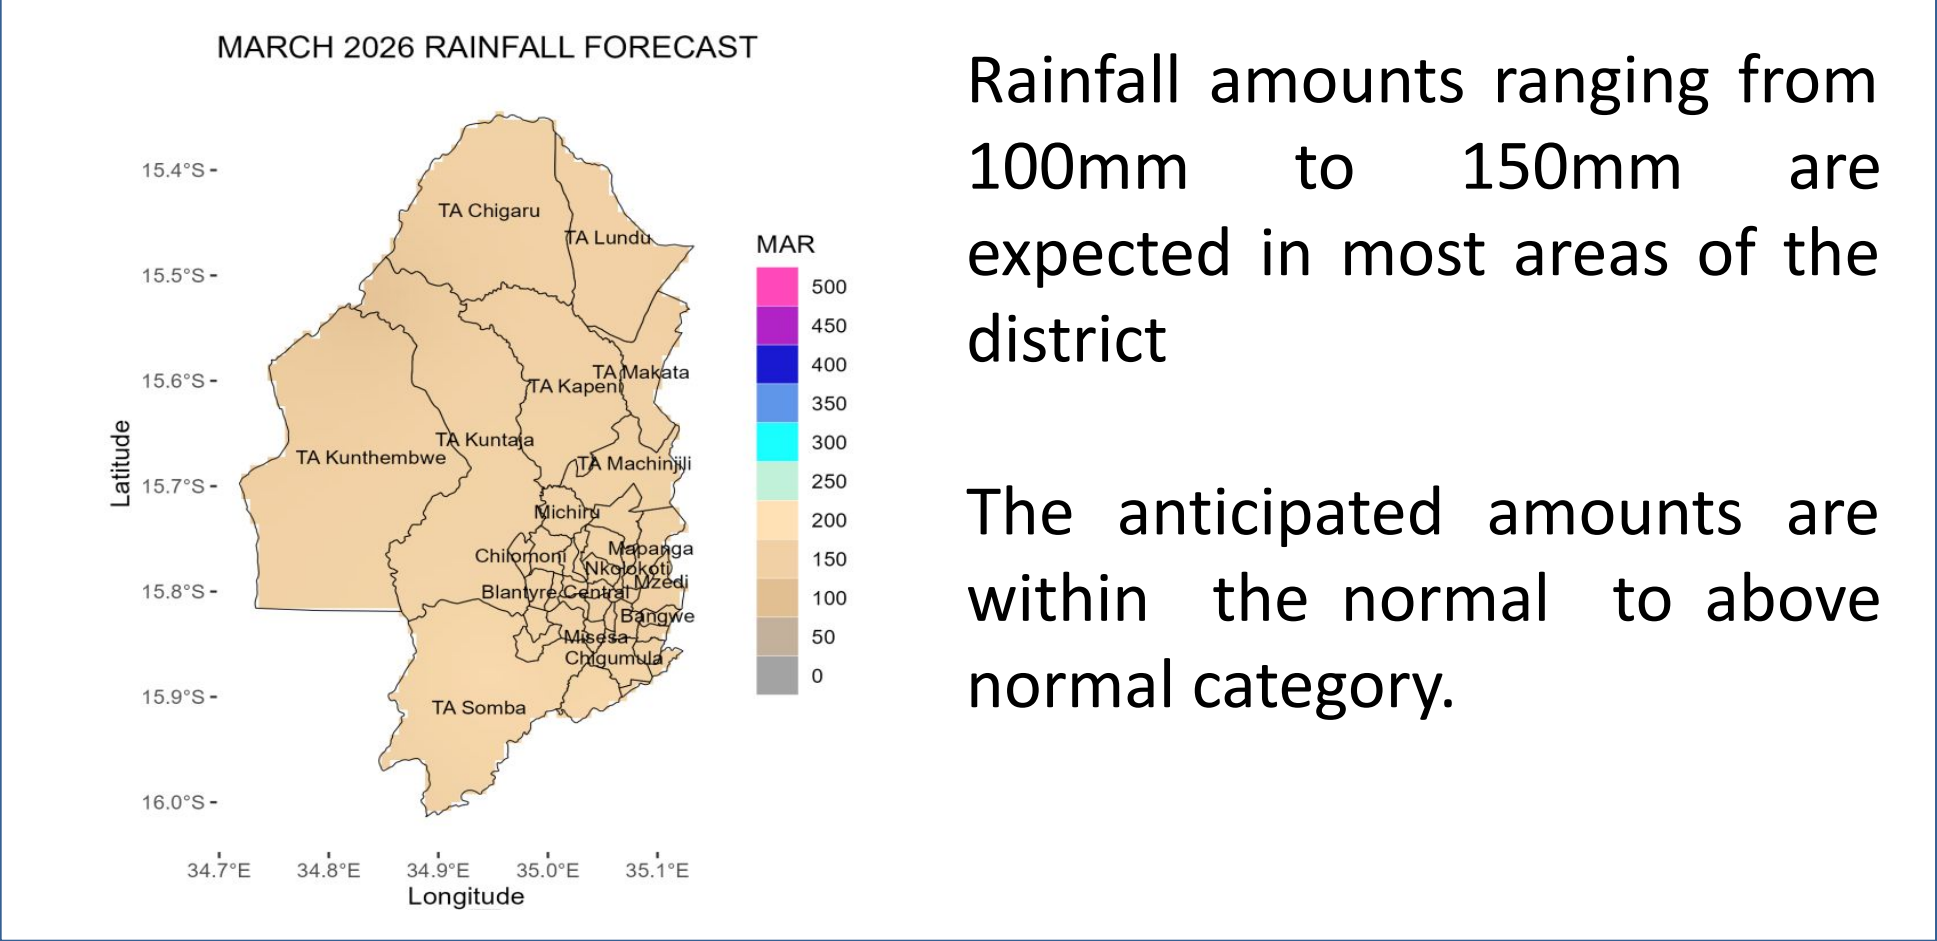 MARCH 2026 RAINFALL FORECAST
15.4°S
15.5°S
15.6°S
15.7°S
15.8°S
15.9°S
16.0°S
Latitude
34.7°E 34.8°E 34.9°E 35.0°E 35.1°E
Longitude
TA Chigaru
TA Lundu
TA Makata
TA Kapeni
TA Kuntaja
TA Kunthembwe
TA Machinjili
Michiru
Mapanga
Chilomoni
Nkolokoti
Mzedi
Blantyre Central
Bangwe
Misesa
Chigumula
TA Somba
MAR
500
450
400
350
300
250
200
150
100
50
0
Rainfall amounts ranging from
100mm to 150mm are
expected in most areas of the
district
The anticipated amounts are
within the normal to above
normal category.